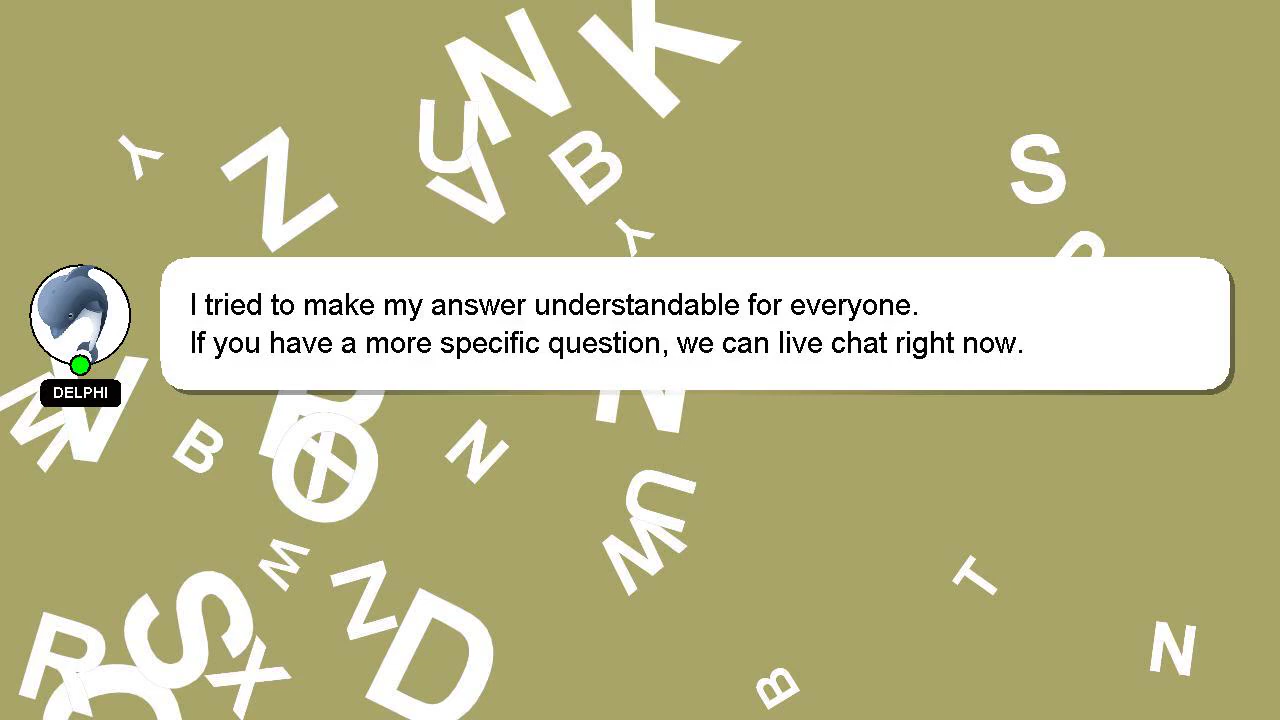 Y
Z
U
N
V
K
B
Y
S
I tried to make my answer understandable for everyone.
If you have a more specific question, we can live chat right now.
DELPHI
W
B
R
O
X
N
N
U
W
W
Z
D
S
R
X
O
T
N
B